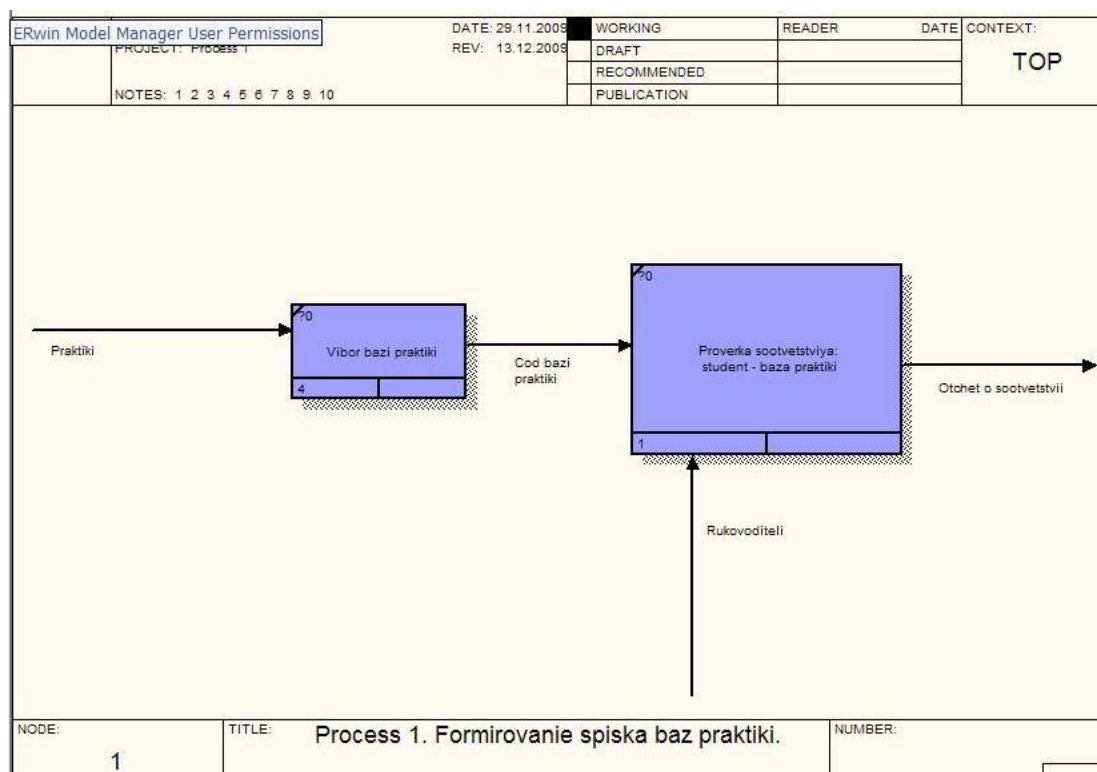 ERwin Model Manager User Permissions
DATE: 29.11.2009
WORKING
READER
DATE
CONTEXT:
PROJECT: Process 1
REV: 13.12.2009
DRAFT
TOP
RECOMMENDED
NOTES: 1 2 3 4 5 6 7 8 9 10
PUBLICATION
Praktiki
?0
Vibor bazi praktiki
4
Cod bazi
praktiki
?0
Proverka sootvetstviya:
student - baza praktiki
1
Otchet o sootvetstvii
Rukovoditeli
NODE:
1
TITLE:
Process 1. Formirovanie spiska baz praktiki.
NUMBER: